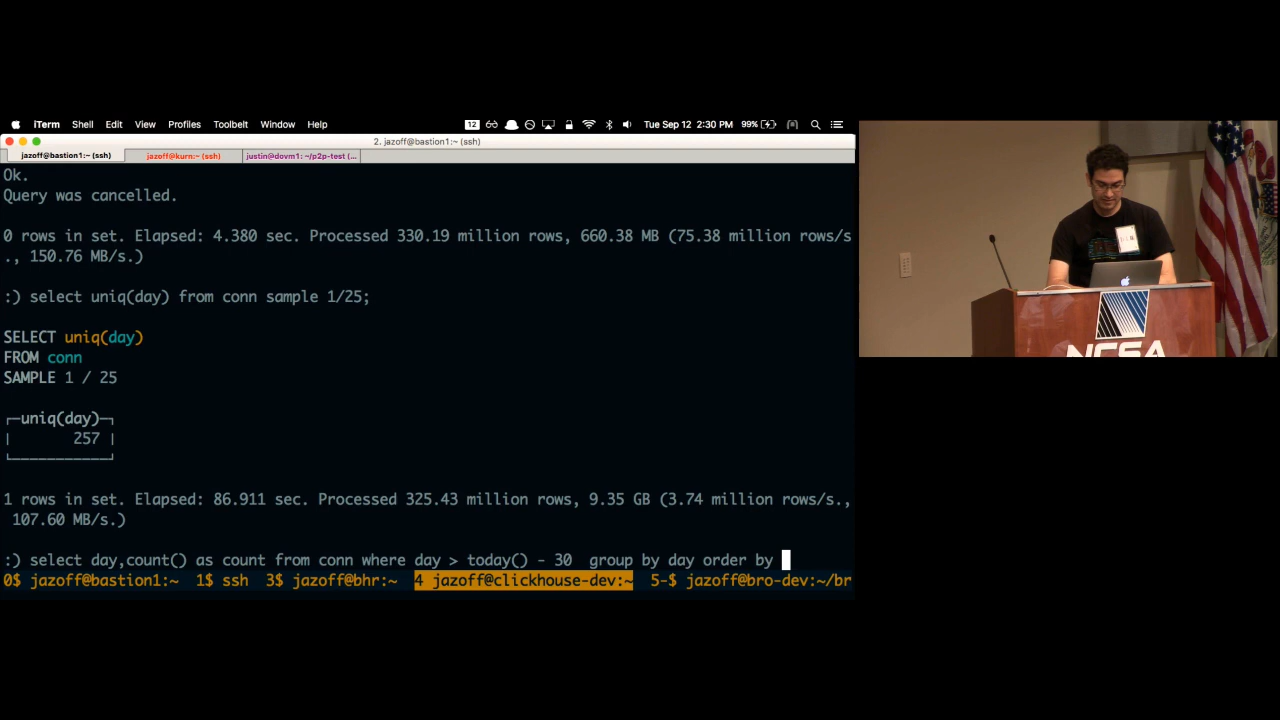 iTerm Shell Edit View Profiles Toolbelt Window Help 12 Tue Sep 12 2:30 PM 99%
2. jazoff@bastion1:~ (ssh)
jazoff@bastion1:~ (ssh) jazoff@kurn:~ (ssh) justin@dovm1: ~/p2p-test (...
Ok.
Query was cancelled.
0 rows in set. Elapsed: 4.380 sec. Processed 330.19 million rows, 660.38 MB (75.38 million rows/s
., 150.76 MB/s.)
:) select uniq(day) from conn sample 1/25;
SELECT uniq(day)
FROM conn
SAMPLE 1 / 25
uniq(day)
257
1 rows in set. Elapsed: 86.911 sec. Processed 325.43 million rows, 9.35 GB (3.74 million rows/s.,
107.60 MB/s.)
:) select day,count() as count from conn where day > today() - 30  group by day order by
0$ jazoff@bastion1:~ 1$ ssh 3$ jazoff@bhr:~ 4 jazoff@clickhouse-dev:~ 5-$ jazoff@bro-dev:~/br
NCSA